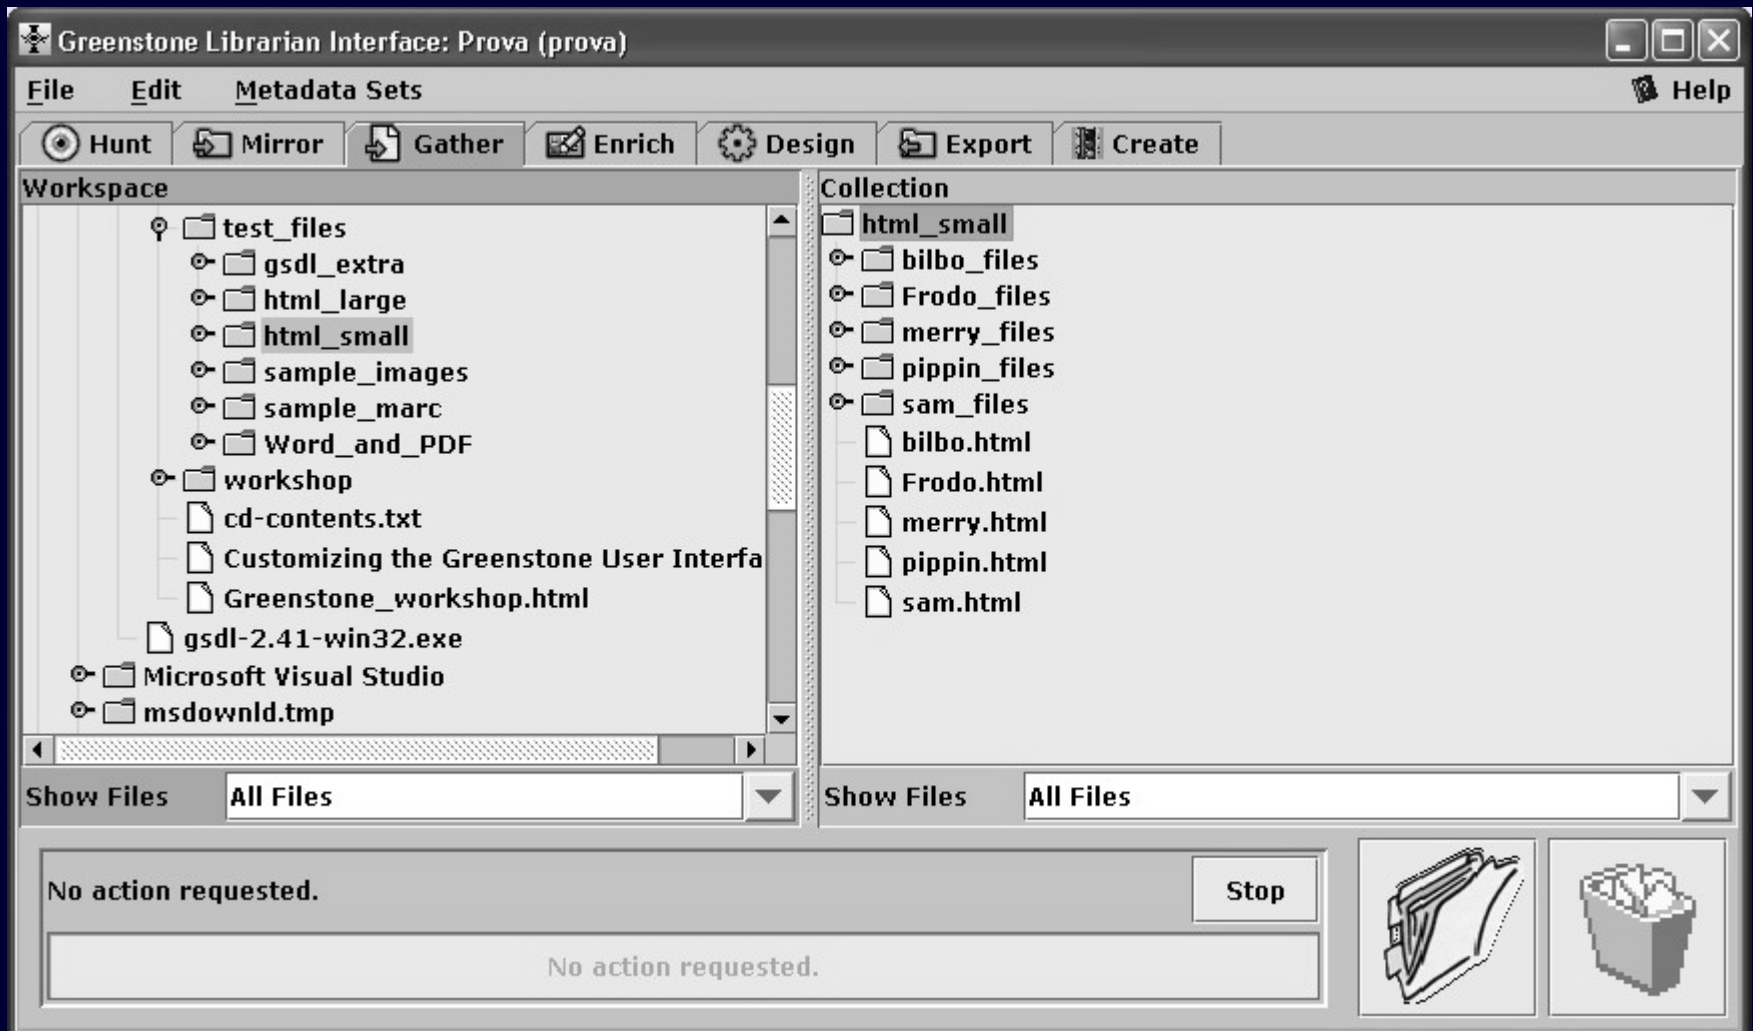 Greenstone Librarian Interface: Prova (prova)
File Edit Metadata Sets Help
Hunt Mirror Gather Enrich Design Export Create
Workspace
test_files
gsdl_extra
html_large
html_small
sample_images
sample_marc
Word_and_PDF
workshop
cd-contents.txt
Customizing the Greenstone User Interfa
Greenstone_workshop.html
gsdl-2.41-win32.exe
Microsoft Visual Studio
msdownld.tmp
Show Files All Files
Collection
html_small
bilbo_files
Frodo_files
merry_files
pippin_files
sam_files
bilbo.html
Frodo.html
merry.html
pippin.html
sam.html
Show Files All Files
No action requested.
Stop
No action requested.